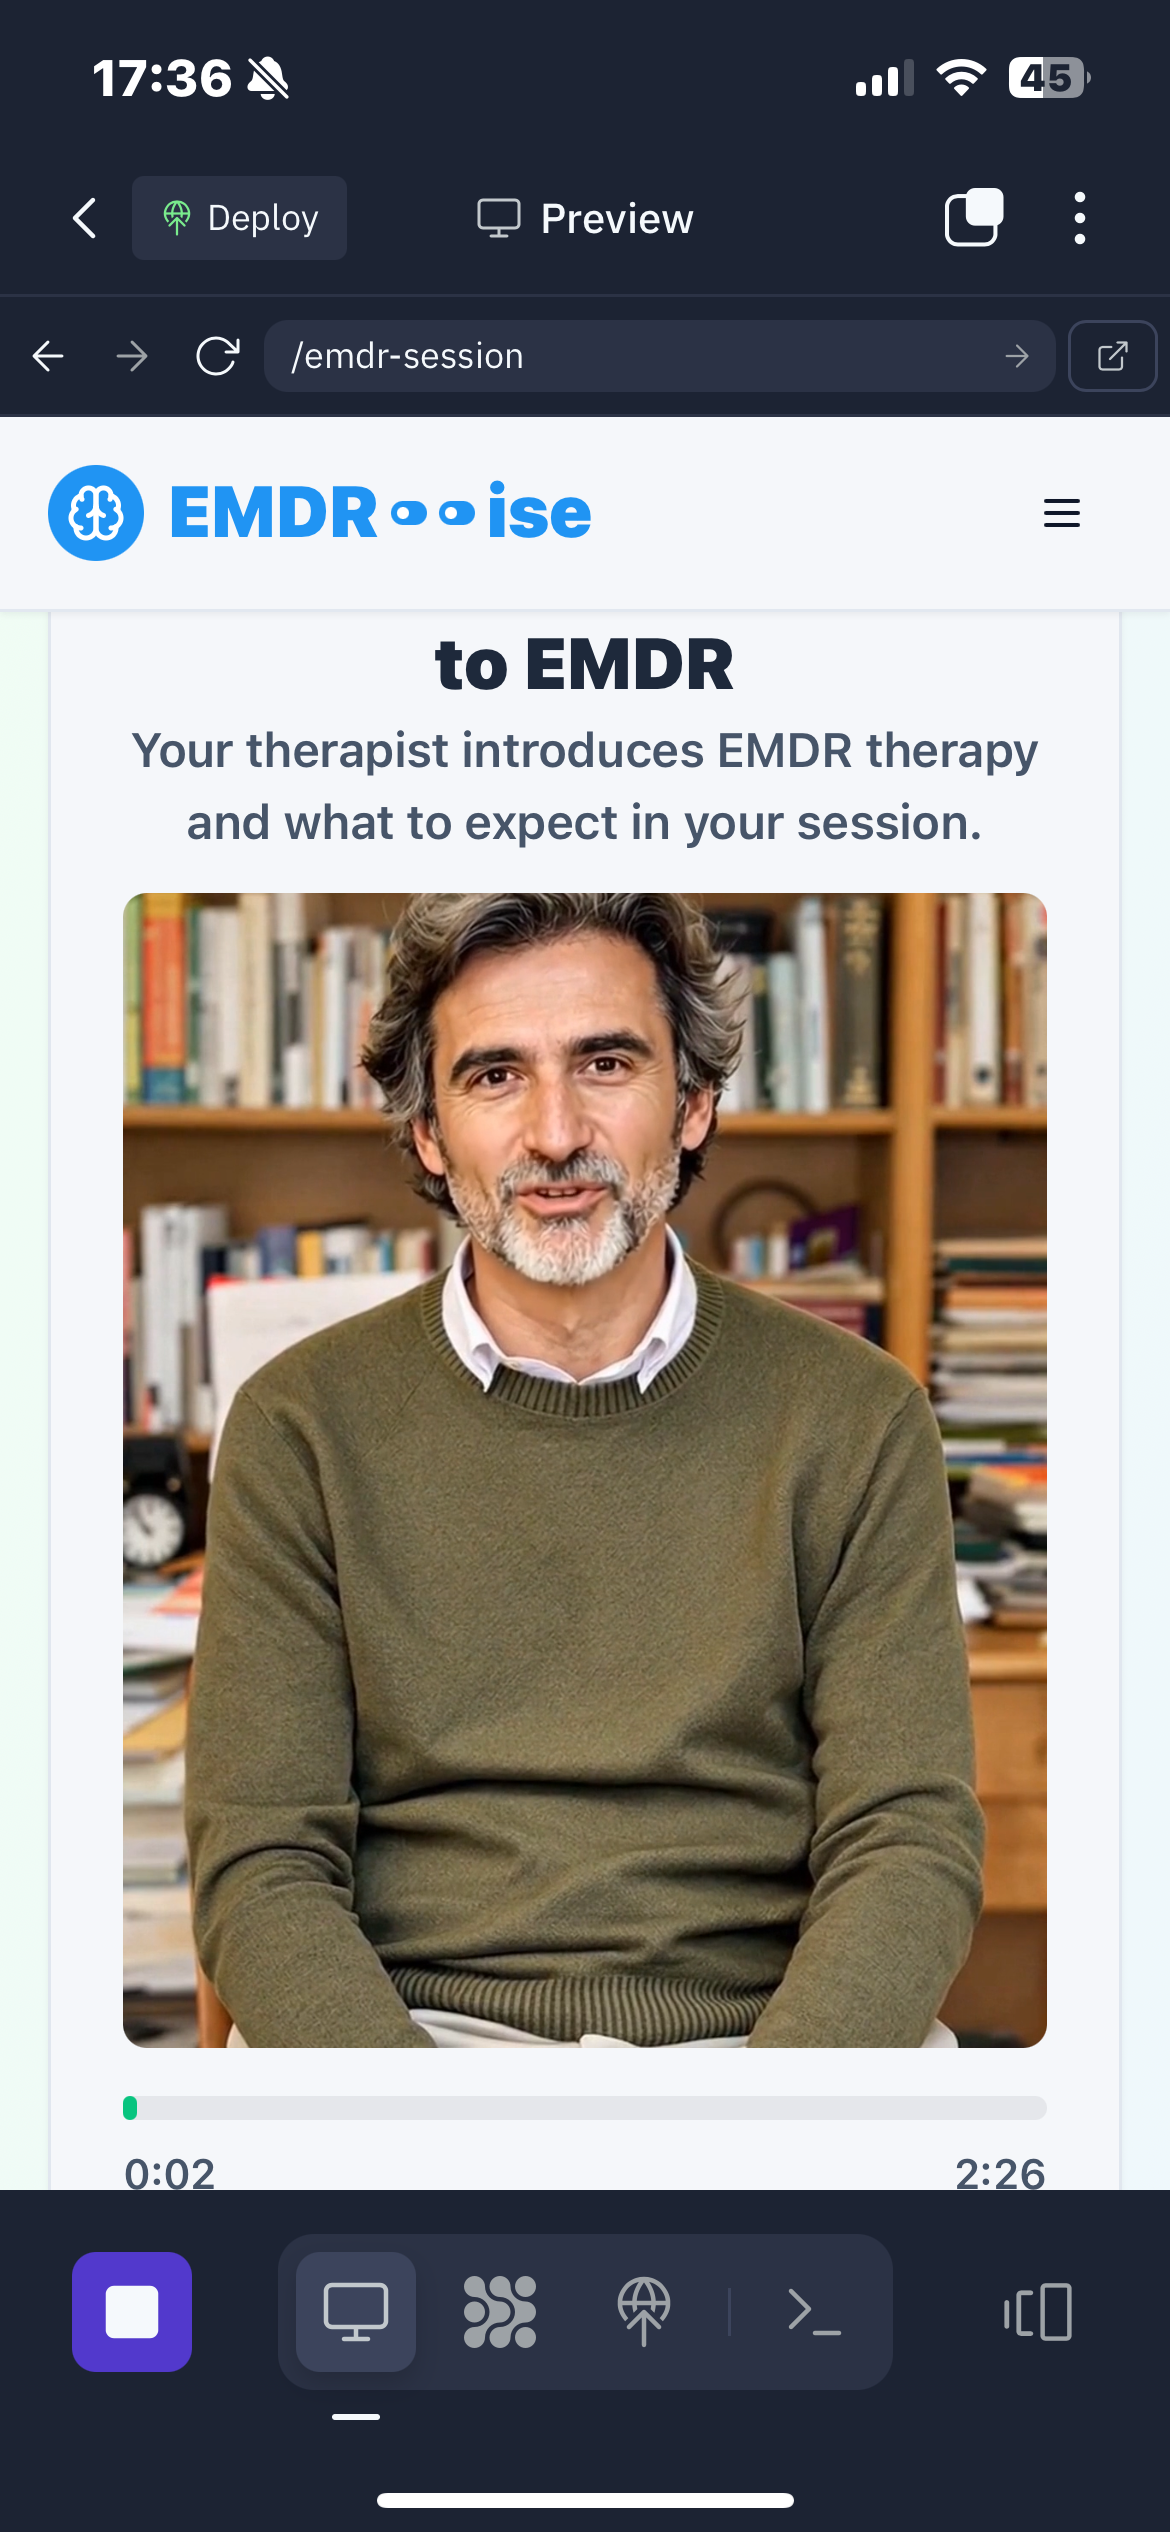 17:36
45
Deploy
Preview
/emdr-session
EMDR ise
to EMDR
Your therapist introduces EMDR therapy
and what to expect in your session.
0:02
2:26